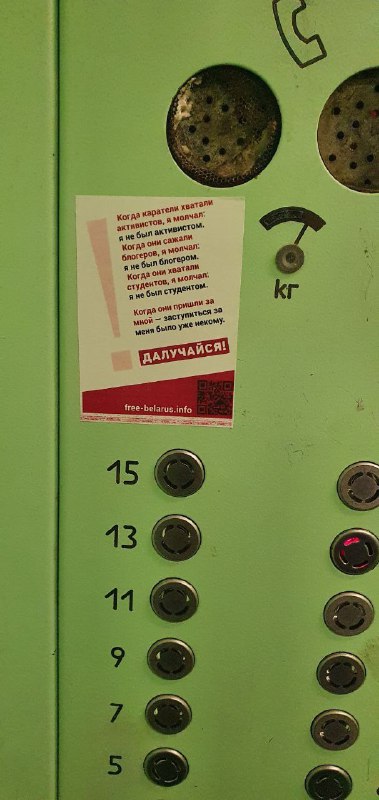 Когда каратели хватали
активистов, я молчал:
я не был активистом.
Когда они сажали
блогеров, я молчал:
я не был блогером.
Когда они хватали
студентов, я молчал:
я не был студентом.
Когда они пришли за
мной – заступиться за
меня было уже некому.
ДАЛУЧАЙСЯ!
free-belarus.info
кг
15
13
11
9
7
5